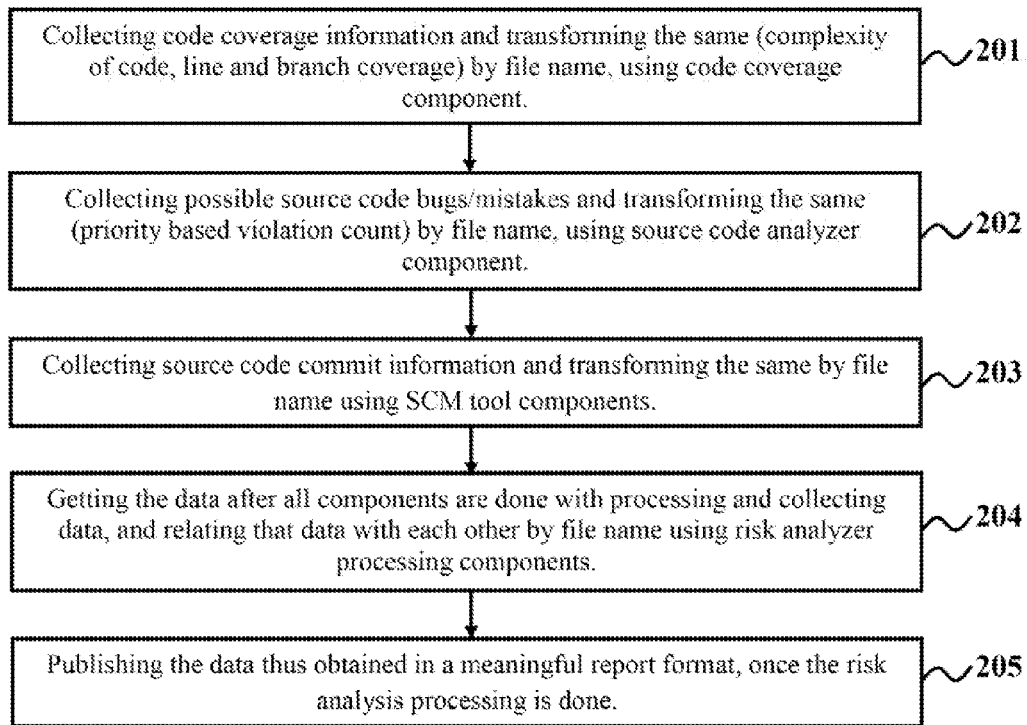 Collecting code coverage information and transforming the same (complexity
of code, line and branch coverage) by file name, using code coverage
component.
201
Collecting possible source code bugs/mistakes and transforming the same
(priority based violation count) by file name, using source code analyzer
component.
202
Collecting source code commit information and transforming the same by file
name using SCM tool components.
203
Getting the data after all components are done with processing and collecting
data, and relating that data with each other by file name using risk analyzer
processing components.
204
Publishing the data thus obtained in a meaningful report format, once the risk
analysis processing is done.
205